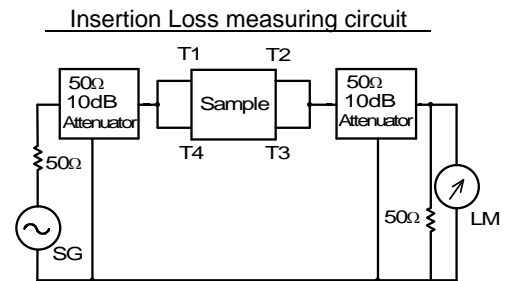 Insertion Loss measuring circuit
T1 T2
50Ω
10dB
Attenuator
Sample
50Ω
10dB
Attenuator
T4 T3
50Ω
50Ω
LM
SG